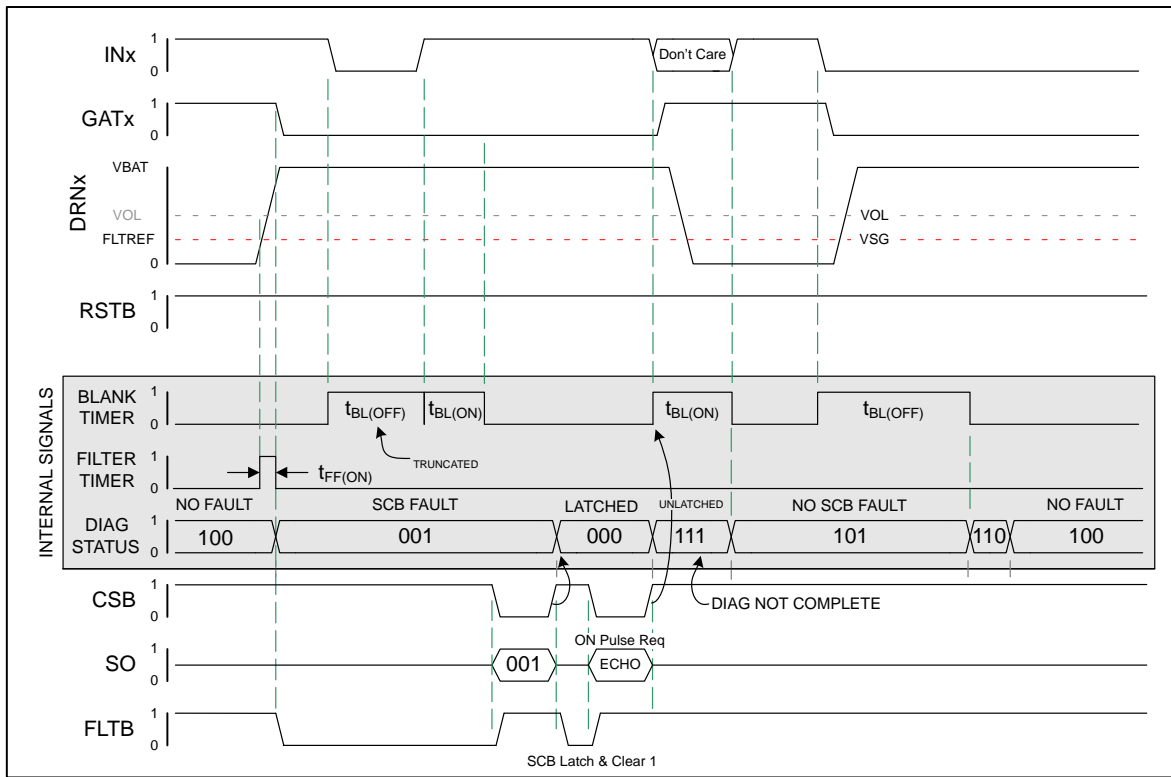 INx
1
0
Don't Care
GATx
1
0
DRNx
VBAT
VOL
FLTREF
0
VOL
VSG
RSTB
1
0
INTERNAL SIGNALS
BLANK TIMER
1
0
tBL(OFF)
tBL(ON)
TRUNCATED
tBL(ON)
tBL(OFF)
FILTER TIMER
1
0
tFF(ON)
NO FAULT
SCB FAULT
LATCHED
UNLATCHED
NO SCB FAULT
NO FAULT
DIAG STATUS
1
0
100
001
000
111
101
110
100
CSB
1
0
DIAG NOT COMPLETE
ON Pulse Req
SO
001
ECHO
FLTB
1
0
SCB Latch & Clear 1